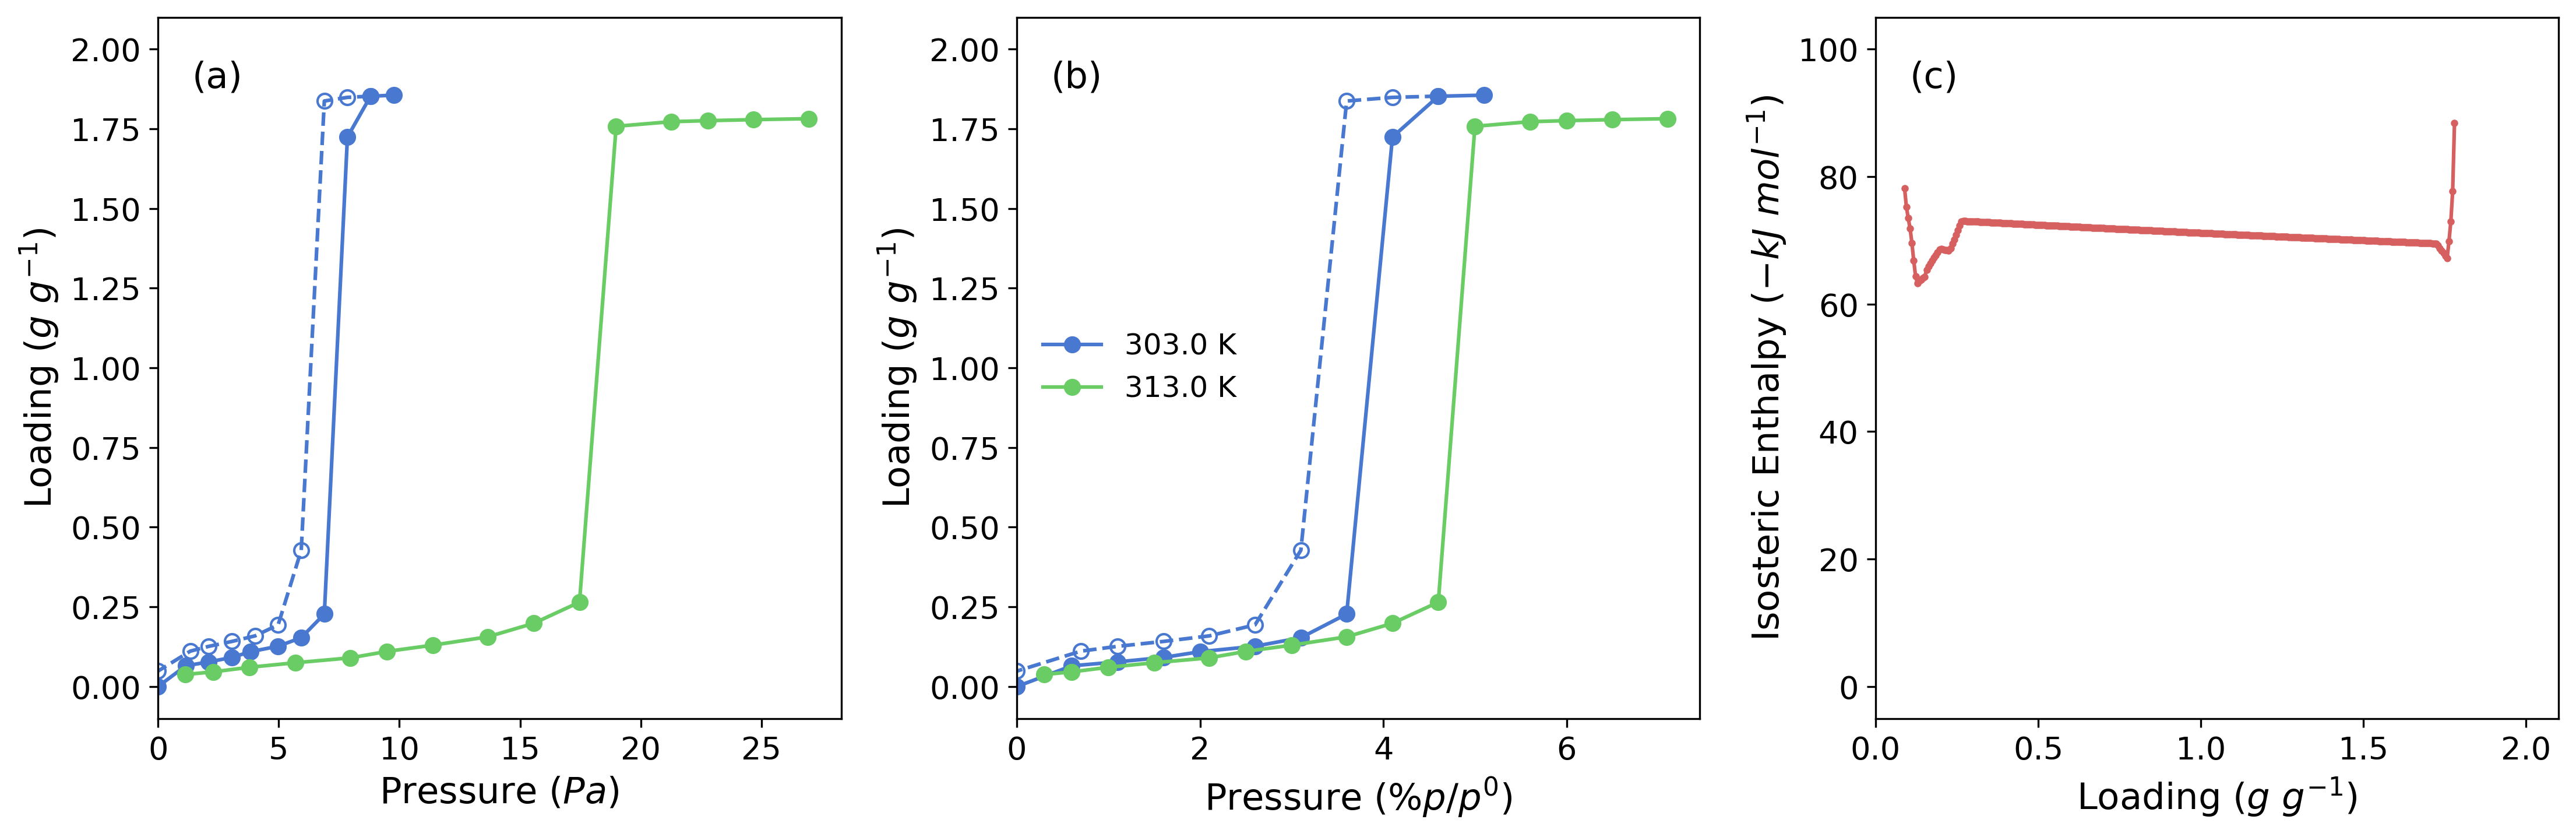 (a)
2.00
1.75
1.50
1.25
1.00
0.75
0.50
0.25
0.00
Loading (g g⁻¹)
0 5 10 15 20 25
Pressure (Pa)
(b)
2.00
1.75
1.50
1.25
1.00
0.75
0.50
0.25
0.00
Loading (g g⁻¹)
303.0 K
313.0 K
0 2 4 6
Pressure (%p/p⁰)
(c)
100
80
60
40
20
0
Isosteric Enthalpy (−kJ mol⁻¹)
0.0 0.5 1.0 1.5 2.0
Loading (g g⁻¹)